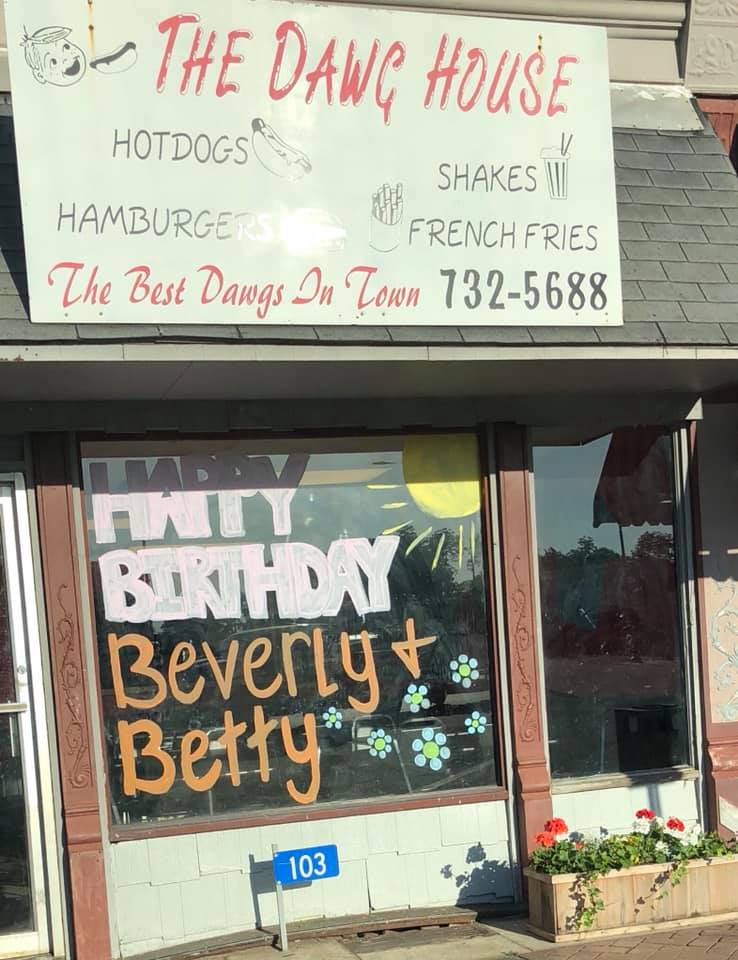 THE DAWG HOUSE
HOTDOGS
SHAKES
HAMBURGERS
FRENCH FRIES
The Best Dawgs In Town 732-5688
HAPPY
BIRTHDAY
Beverly +
Betty
103